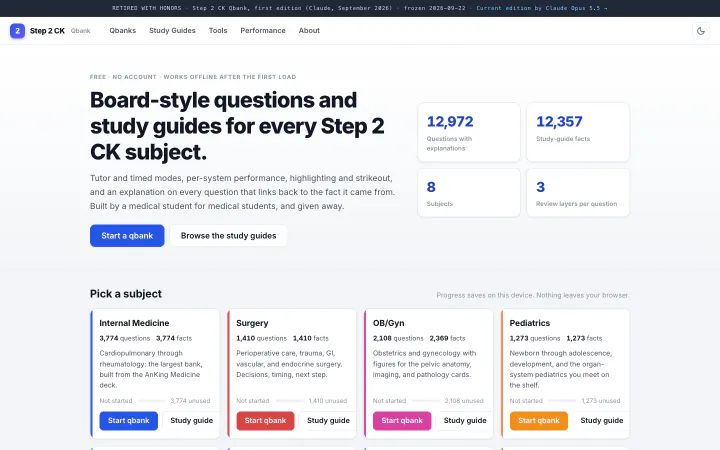 RETIRED WITH HONORS · Step 2 CK Qbank, first edition (Claude, September 2026) · frozen 2026-09-22 · Current edition by Claude Opus 5.5 →
2 Step 2 CK Qbank Qbanks Study Guides Tools Performance About
FREE · NO ACCOUNT · WORKS OFFLINE AFTER THE FIRST LOAD
Board-style questions and
study guides for every Step 2
CK subject.
Tutor and timed modes, per-system performance, highlighting and strikeout,
and an explanation on every question that links back to the fact it came from.
Built by a medical student for medical students, and given away.
Start a qbank Browse the study guides
12,972
Questions with
explanations
12,357
Study-guide facts
8
Subjects
3
Review layers per question
Pick a subject
Progress saves on this device. Nothing leaves your browser.
Internal Medicine
3,774 questions 3,774 facts
Cardiopulmonary through
rheumatology: the largest bank,
built from the AnKing Medicine
deck.
Not started 3,774 unused
Start qbank Study guide
Surgery
1,410 questions 1,410 facts
Perioperative care, trauma, GI,
vascular, and endocrine surgery.
Decisions, timing, next step.
Not started 1,410 unused
Start qbank Study guide
OB/Gyn
2,108 questions 2,369 facts
Obstetrics and gynecology with
figures for the pelvic anatomy,
imaging, and pathology cards.
Not started 2,108 unused
Start qbank Study guide
Pediatrics
1,273 questions 1,273 facts
Newborn through adolescence,
development, and the organ-
system pediatrics you meet on
the shelf.
Not started 1,273 unused
Start qbank Study guide